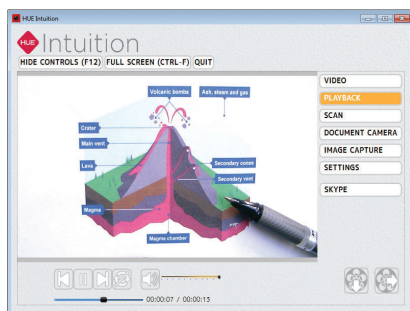 HUE Intuition
HUE Intuition
HIDE CONTROLS (F12) FULL SCREEN (CTRL-F) QUIT
VIDEO
PLAYBACK
SCAN
DOCUMENT CAMERA
IMAGE CAPTURE
SETTINGS
SKYPE
Volcanic bombs
Ash, steam and gas
Crater
Main vent
Lava
Secondary cones
Secondary vent
Magma
Magma chamber
00:00:07 / 00:00:13